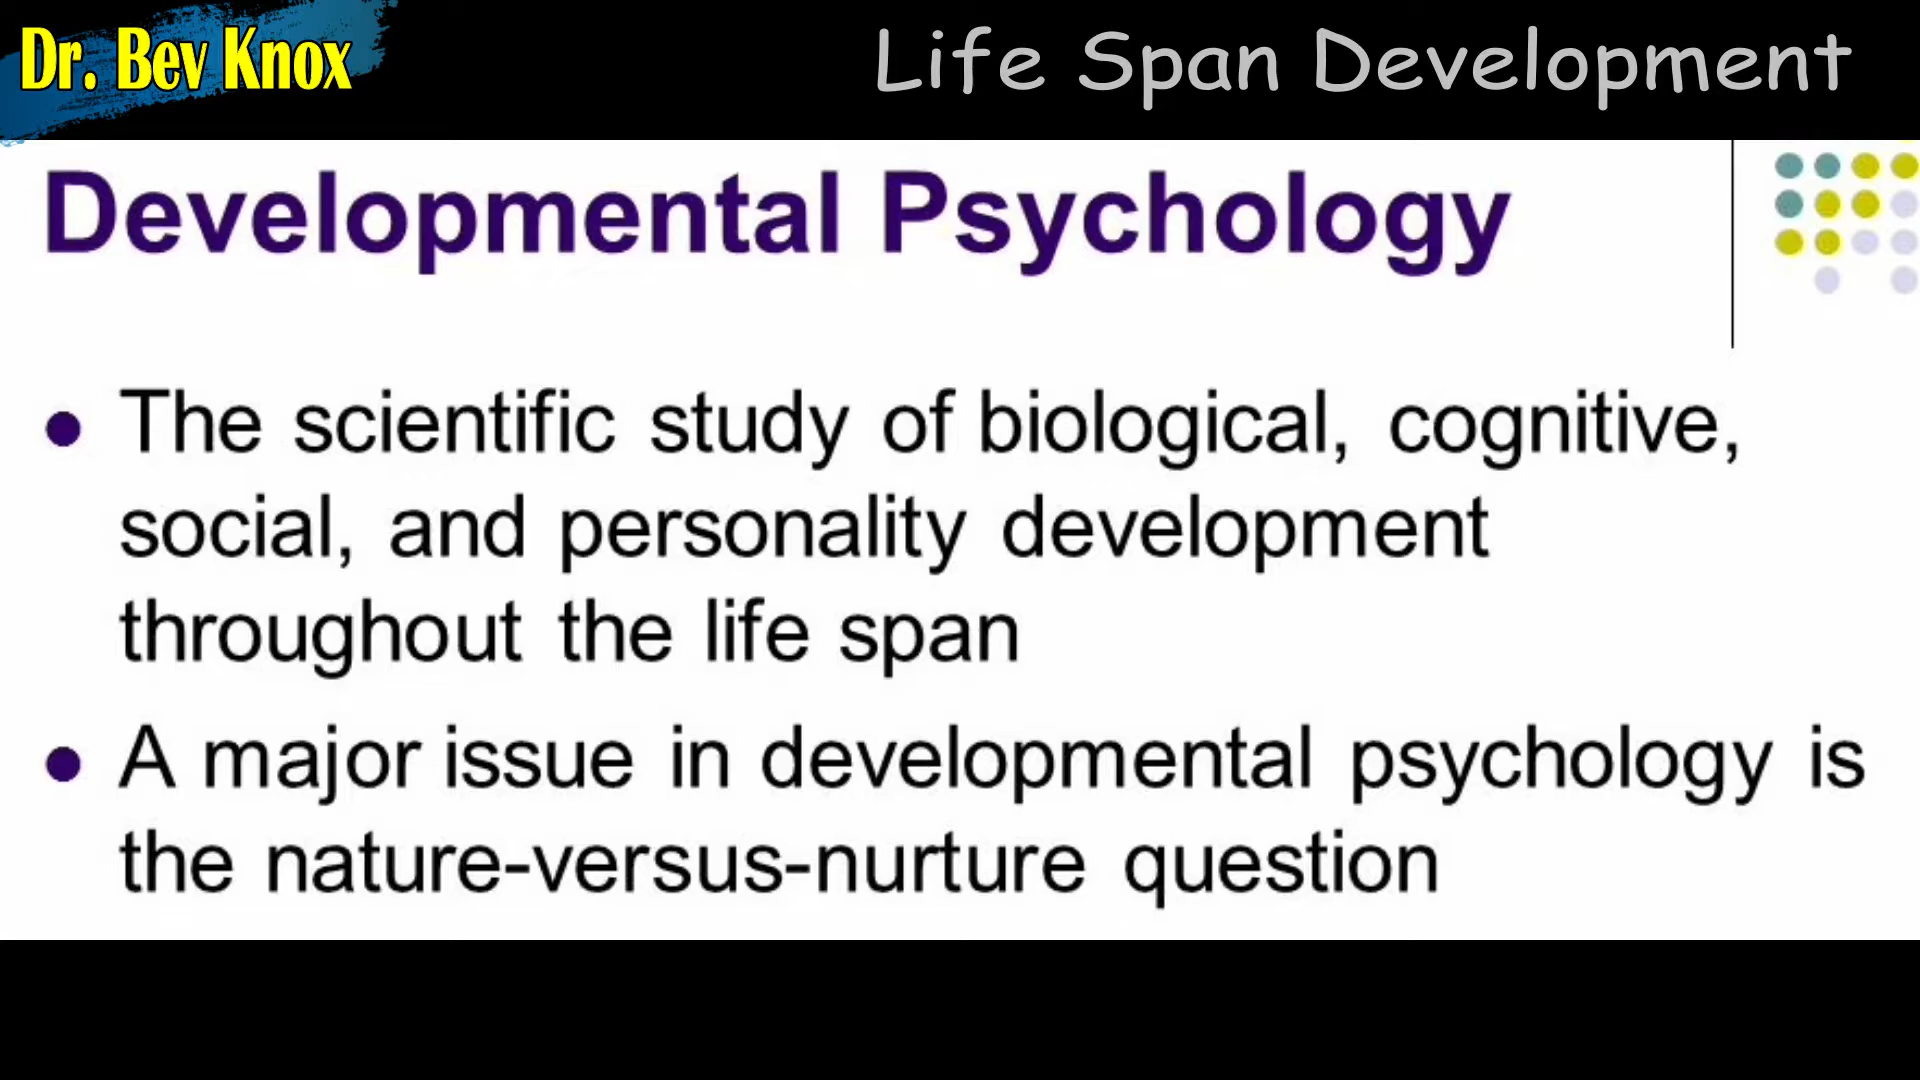 Dr. Bev Knox
Life Span Development
Developmental Psychology
The scientific study of biological, cognitive,
social, and personality development
throughout the life span
A major issue in developmental psychology is
the nature-versus-nurture question